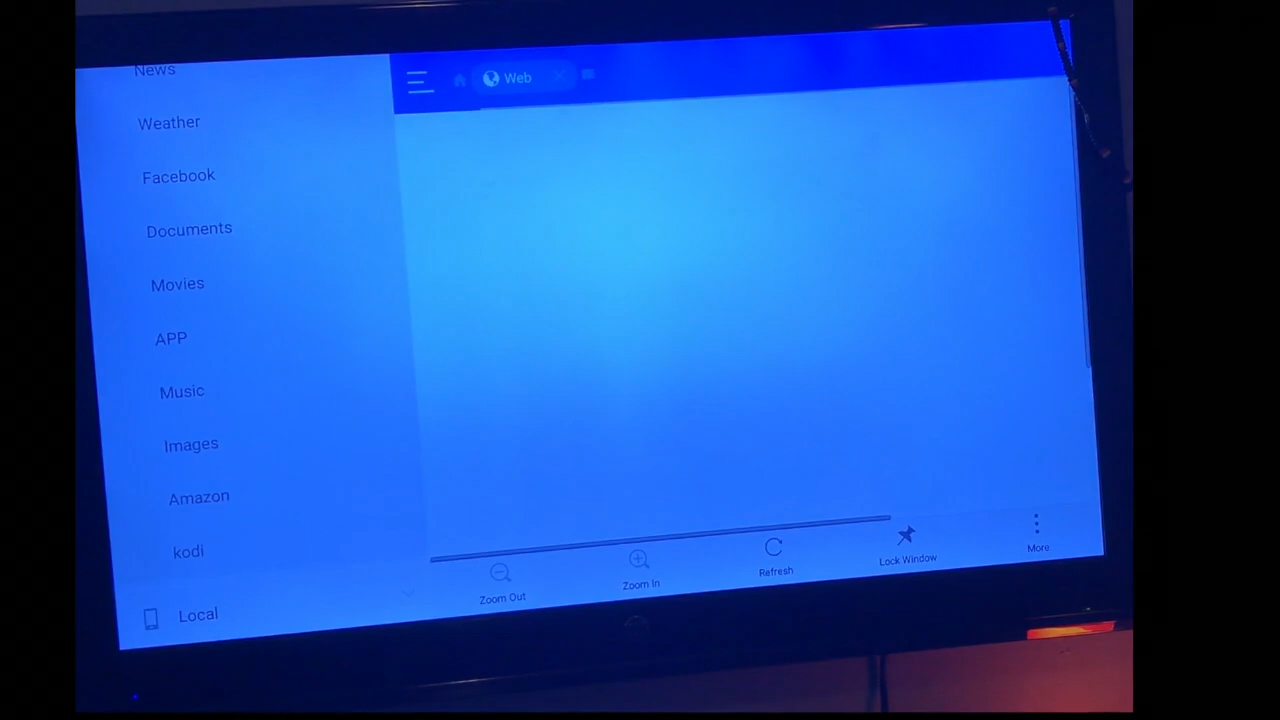 News
Weather
Facebook
Documents
Movies
APP
Music
Images
Amazon
kodi
Local
Web
Zoom Out
Zoom In
Refresh
Lock Window
More